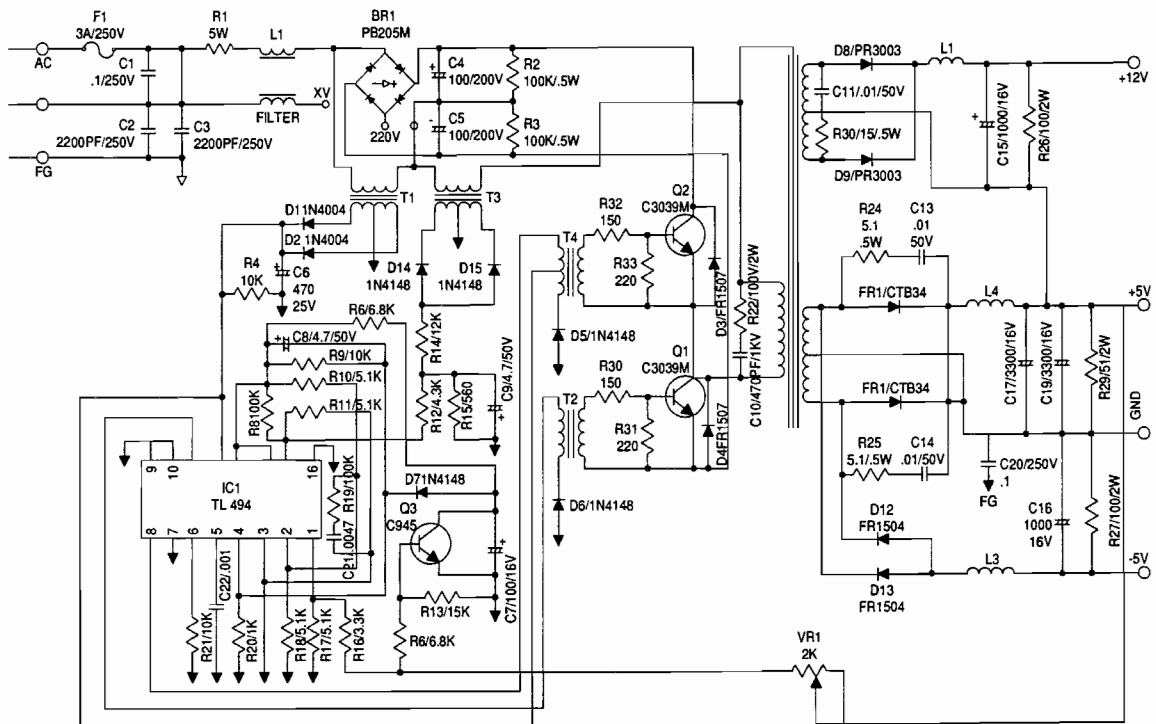 F1
3A/250V
AC
R1
5W
L1
BR1
PB205M
C1
.1/250V
XV
FILTER
C2
2200PF/250V
C3
2200PF/250V
FG
220V
C4
100/200V
R2
100K/.5W
C5
100/200V
R3
100K/.5W
D8/PR3003
L1
+12V
C11/.01/50V
R30/15/.5W
D9/PR3003
C15/1000/16V
R26/100/2W
T1
T3
D11N4004
D2 1N4004
R4
10K
C6
470
25V
D14
1N4148
D15
1N4148
T4
R32
150
R33
220
Q2
C3039M
D3/FR1507
R22/100V/2W
C10/470PF/1KV
D5/1N4148
R24
5.1
.5W
C13
.01
50V
FR1/CTB34
L4
+5V
C17/3300/16V
C19/3300/16V
R29/51/2W
GND
R6/6.8K
C8/4.7/50V
R9/10K
R10/5.1K
R11/5.1K
R8100K
R14/12K
R12/4.3K
R15/560
C9/4.7/50V
T2
R30
150
R31
220
Q1
C3039M
D4FR1507
D6/1N4148
FR1/CTB34
R25
5.1/.5W
C14
.01/50V
C20/250V
.1
FG
D12
FR1504
D13
FR1504
L3
C16
1000
16V
R27/100/2W
-5V
9
10
16
IC1
TL 494
8
7
6
5
4
3
2
1
R19/100K
C21/.0047
C22/.001
D71N4148
Q3
C945
C7/100/16V
R13/15K
R6/6.8K
R21/10K
R20/1K
R18/5.1K
R17/5.1K
R16/3.3K
VR1
2K